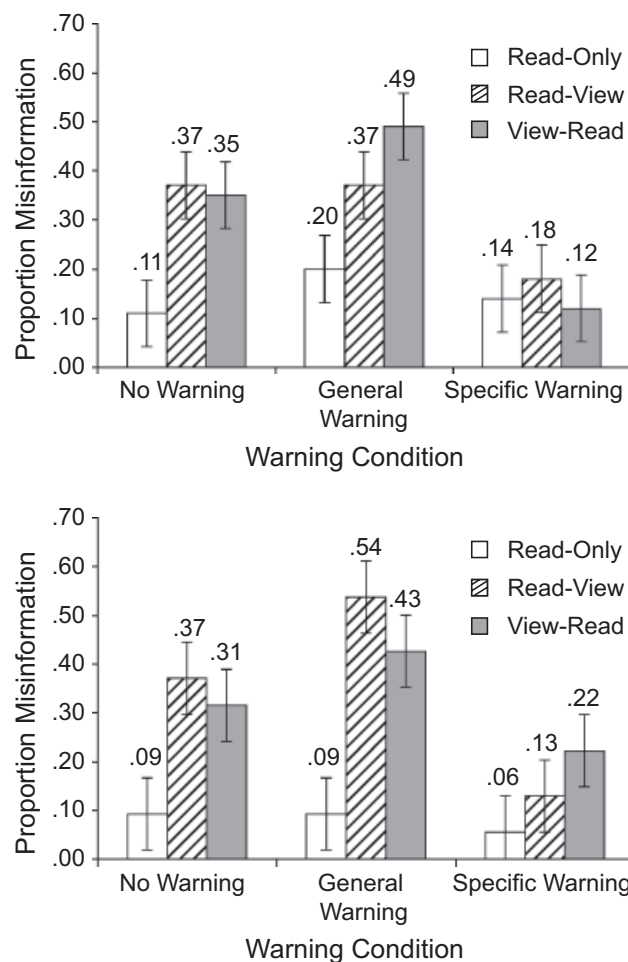 .70
.60
.50
.40
.30
.20
.10
.00
Proportion Misinformation
.11
.37
.35
.20
.37
.49
.14
.18
.12
Read-Only
Read-View
View-Read
No Warning
General
Warning
Specific Warning
Warning Condition
.70
.60
.50
.40
.30
.20
.10
.00
Proportion Misinformation
.09
.37
.31
.09
.54
.43
.06
.13
.22
Read-Only
Read-View
View-Read
No Warning
General
Warning
Specific Warning
Warning Condition